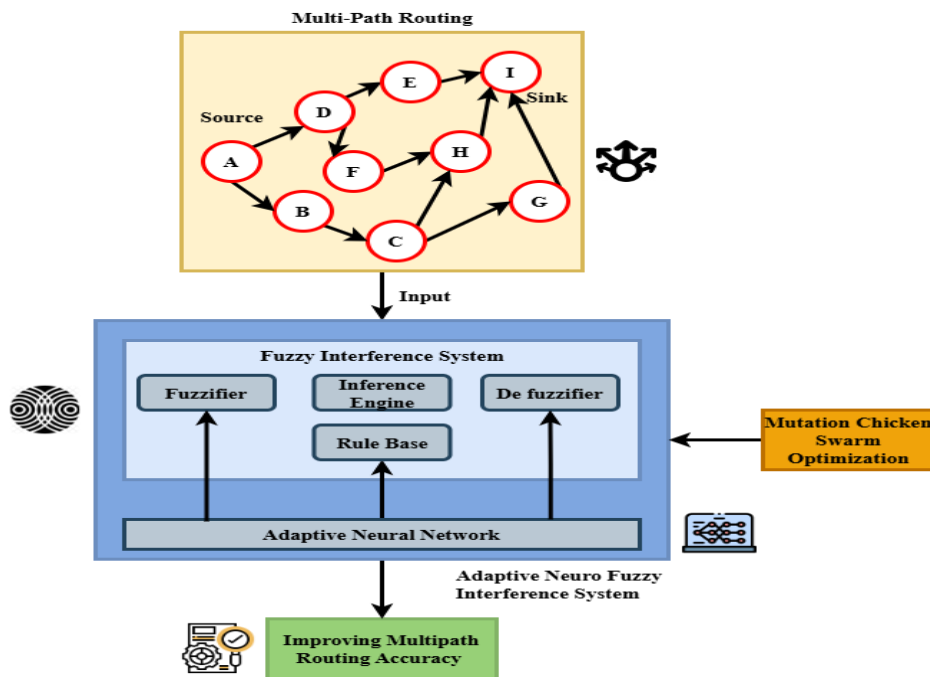 Multi-Path Routing
E
I
Sink
Source
D
H
A
F
G
B
C
Input
Fuzzy Interference System
Fuzzifier
Inference
Engine
De fuzzifier
Rule Base
Mutation Chicken
Swarm
Optimization
Adaptive Neural Network
Adaptive Neuro Fuzzy
Interference System
Improving Multipath
Routing Accuracy